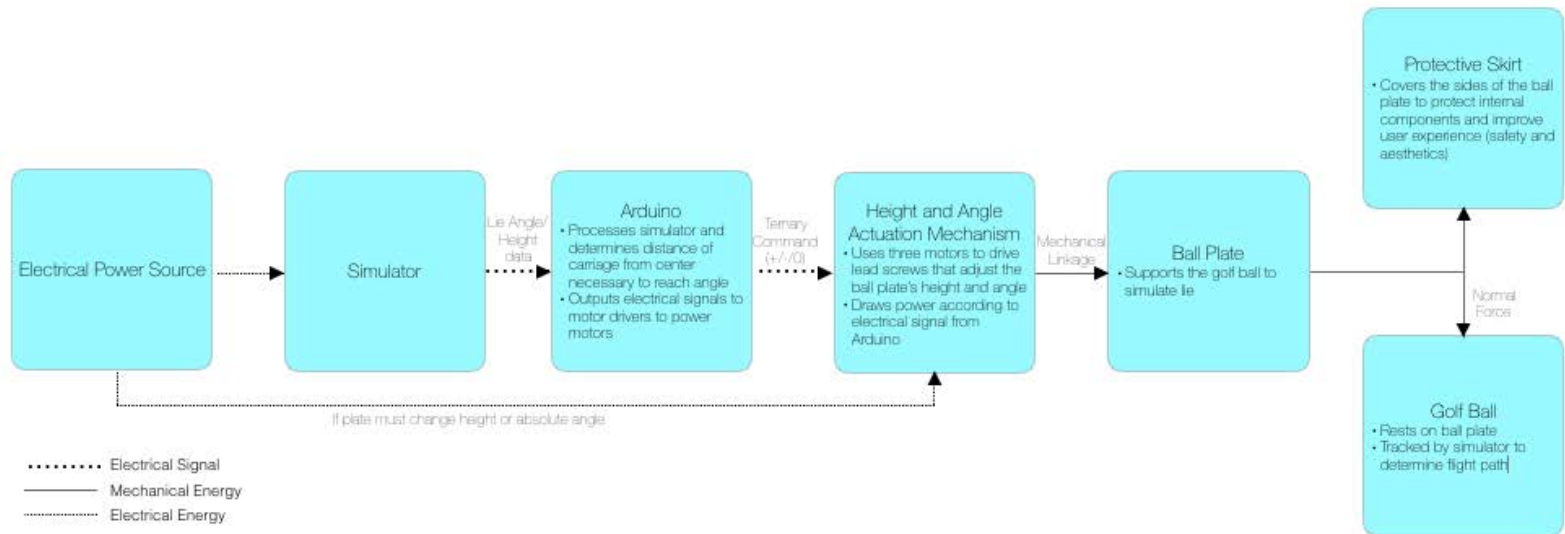 Electrical Power Source
Simulator
Lie Angle/
Height
data
Arduino
• Processes simulator and
determines distance of
carriage from center
necessary to reach angle
• Outputs electrical signals to
motor drivers to power
motors
Ternary
Command
(+/-/0)
Height and Angle
Actuation Mechanism
• Uses three motors to drive
lead screws that adjust the
ball plate's height and angle
• Draws power according to
electrical signal from
Arduino
Mechanical
Linkage
Ball Plate
• Supports the golf ball to
simulate lie
Protective Skirt
• Covers the sides of the ball
plate to protect internal
components and improve
user experience (safety and
aesthetics)
Normal
Force
Golf Ball
• Rests on ball plate
• Tracked by simulator to
determine flight path
If plate must change height or absolute angle
Electrical Signal
Mechanical Energy
Electrical Energy